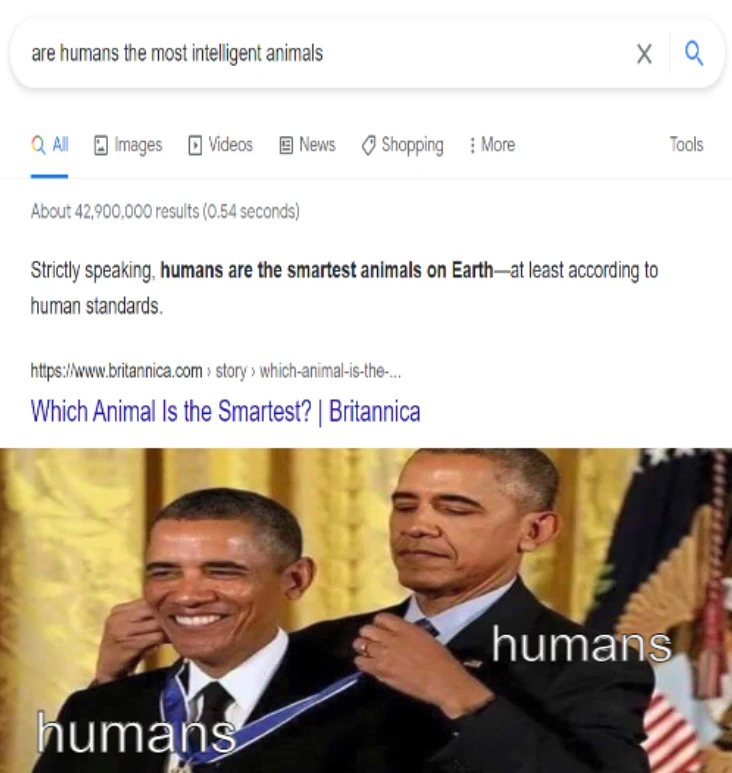 are humans the most intelligent animals
All Images Videos News Shopping More Tools
About 42,900,000 results (0.54 seconds)
Strictly speaking, humans are the smartest animals on Earth—at least according to
human standards.
https://www.britannica.com › story › which-animal-is-the-...
Which Animal Is the Smartest? | Britannica
humans
humans